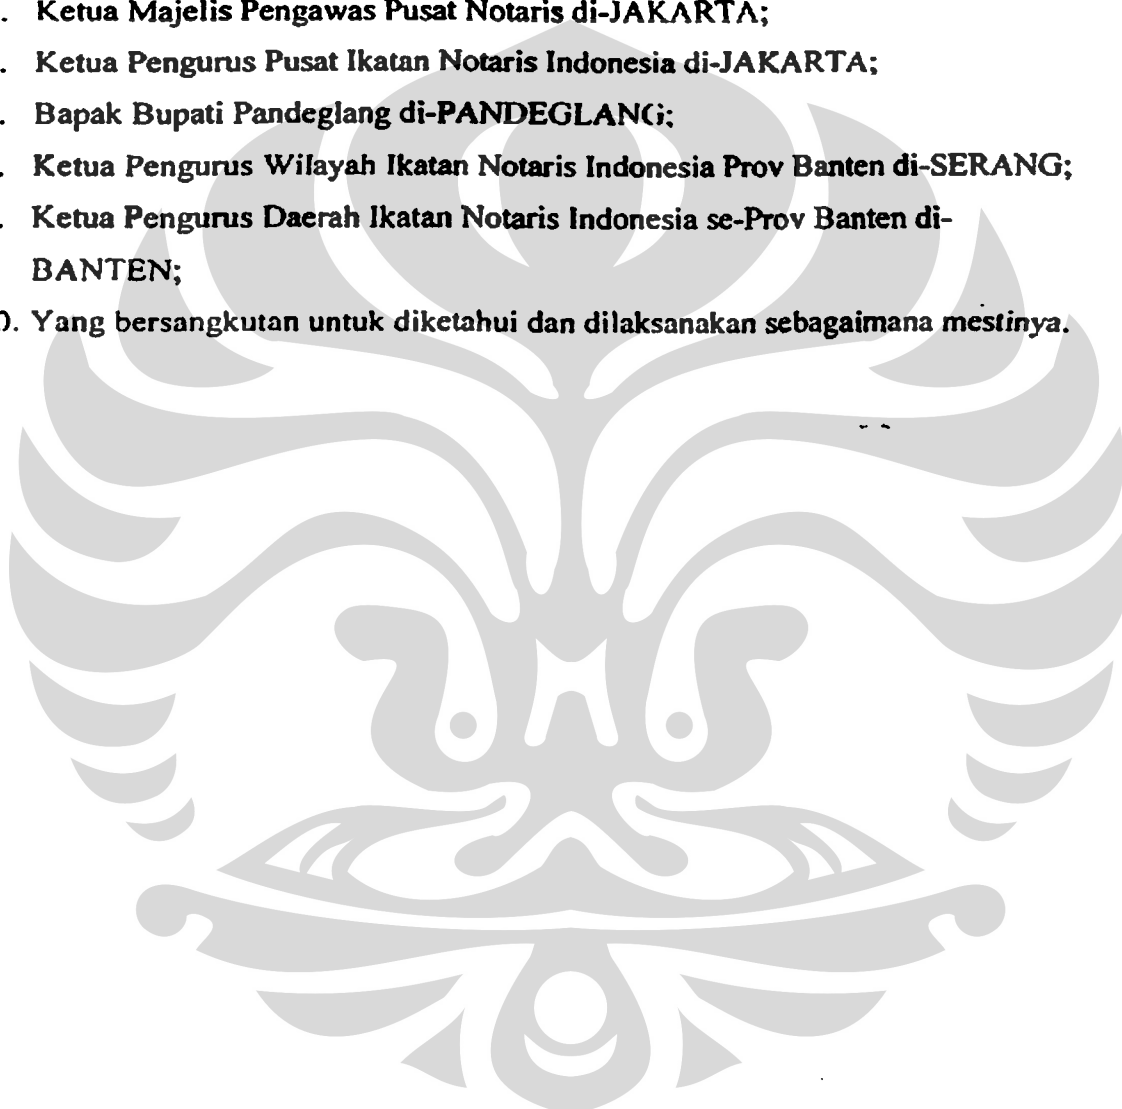 . Ketua Majelis Pengawas Pusat Notaris di-JAKARTA;
. Ketua Pengurus Pusat Ikatan Notaris Indonesia di-JAKARTA;
. Bapak Bupati Pandeglang di-PANDEGLANG;
. Ketua Pengurus Wilayah Ikatan Notaris Indonesia Prov Banten di-SERANG;
. Ketua Pengurus Daerah Ikatan Notaris Indonesia se-Prov Banten di-
BANTEN;
0. Yang bersangkutan untuk diketahui dan dilaksanakan sebagaimana mestinya.